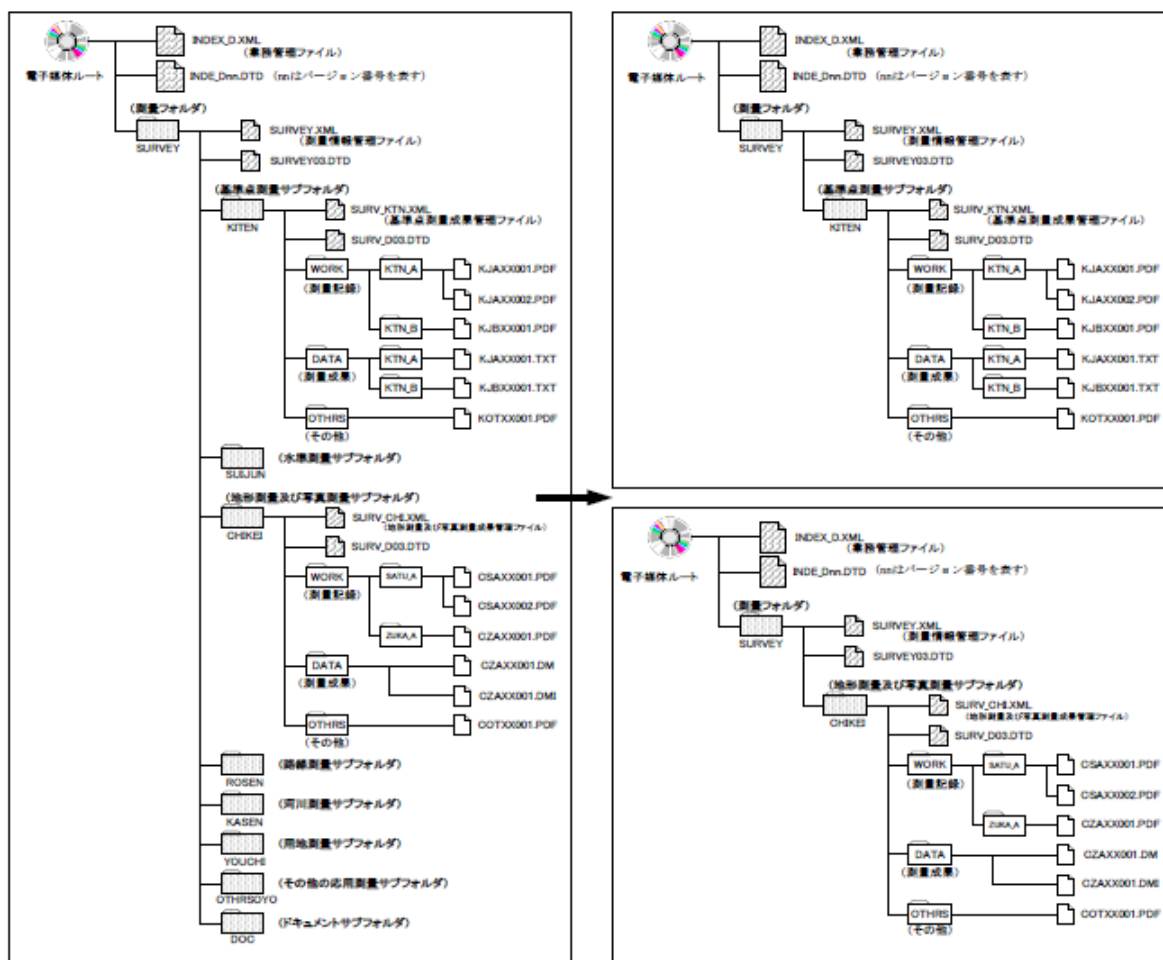 INDEX_D.XML
(業務管理ファイル)
電子媒体ルート
INDE_Dnn.DTD (nnはバージョン番号を表す)
(測量フォルダ)
SURVEY
SURVEY.XML
(測量情報管理ファイル)
SURVEY03.DTD
(基準点測量サブフォルダ)
KITEN
SURV_KTN.XML
(基準点測量成果管理ファイル)
SURV_D03.DTD
WORK
(測量記録)
KTN_A
KJAXX001.PDF
KJAXX002.PDF
KTN_B
KJBXX001.PDF
DATA
(測量成果)
KTN_A
KJAXX001.TXT
KTN_B
KJBXX001.TXT
OTHRS
(その他)
KOTXX001.PDF
SUIJUN
(水準測量サブフォルダ)
(地形測量及び写真測量サブフォルダ)
CHIKEI
SURV_CHI.XML
(地形測量及び写真測量成果管理ファイル)
SURV_D03.DTD
WORK
(測量記録)
SATU_A
CSAXX001.PDF
CSAXX002.PDF
ZUKA_A
CZAXX001.PDF
DATA
(測量成果)
CZAXX001.DM
CZAXX001.DMI
OTHRS
(その他)
COTXX001.PDF
ROSEN
(路線測量サブフォルダ)
KASEN
(河川測量サブフォルダ)
YOUCHI
(用地測量サブフォルダ)
OTHRSOYO
(その他の応用測量サブフォルダ)
DOC
(ドキュメントサブフォルダ)
INDEX_D.XML
(業務管理ファイル)
電子媒体ルート
INDE_Dnn.DTD (nnはバージョン番号を表す)
(測量フォルダ)
SURVEY
SURVEY.XML
(測量情報管理ファイル)
SURVEY03.DTD
(基準点測量サブフォルダ)
KITEN
SURV_KTN.XML
(基準点測量成果管理ファイル)
SURV_D03.DTD
WORK
(測量記録)
KTN_A
KJAXX001.PDF
KJAXX002.PDF
KTN_B
KJBXX001.PDF
DATA
(測量成果)
KTN_A
KJAXX001.TXT
KTN_B
KJBXX001.TXT
OTHRS
(その他)
KOTXX001.PDF
INDEX_D.XML
(業務管理ファイル)
電子媒体ルート
INDE_Dnn.DTD (nnはバージョン番号を表す)
(測量フォルダ)
SURVEY
SURVEY.XML
(測量情報管理ファイル)
SURVEY03.DTD
(地形測量及び写真測量サブフォルダ)
CHIKEI
SURV_CHI.XML
(地形測量及び写真測量成果管理ファイル)
SURV_D03.DTD
WORK
(測量記録)
SATU_A
CSAXX001.PDF
CSAXX002.PDF
ZUKA_A
CZAXX001.PDF
DATA
(測量成果)
CZAXX001.DM
CZAXX001.DMI
OTHRS
(その他)
COTXX001.PDF